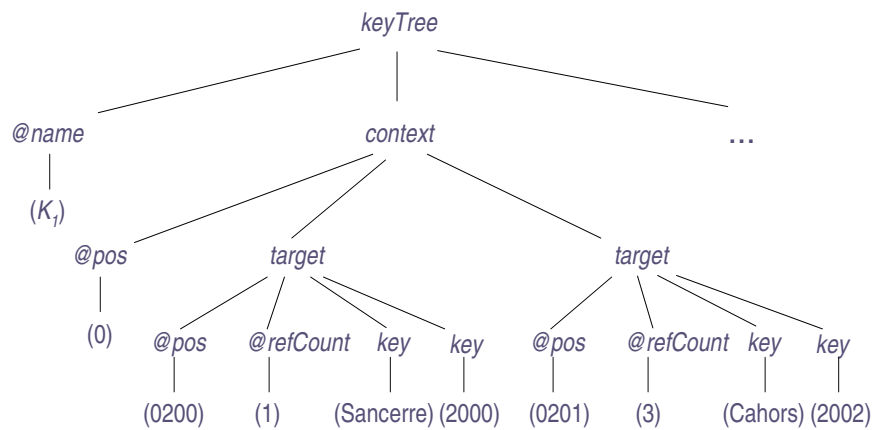 keyTree
@name context ...
(K1)
@pos target target
(0) @pos @refCount key key @pos @refCount key key
(0200) (1) (Sancerre) (2000) (0201) (3) (Cahors) (2002)